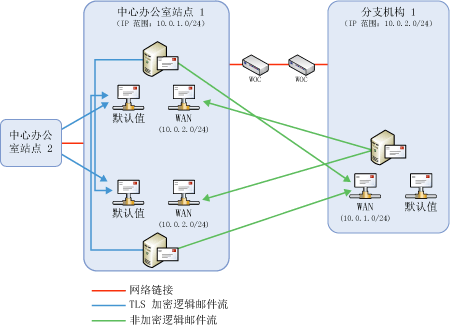 中心办公室站点 1
(IP 范围: 10.0.1.0/24)
分支机构 1
(IP 范围: 10.0.2.0/24)
WOC
WOC
默认值
WAN
(10.0.2.0/24)
中心办公
室站点 2
默认值
WAN
(10.0.2.0/24)
WAN
(10.0.1.0/24)
默认值
网络链接
TLS 加密逻辑邮件流
非加密逻辑邮件流